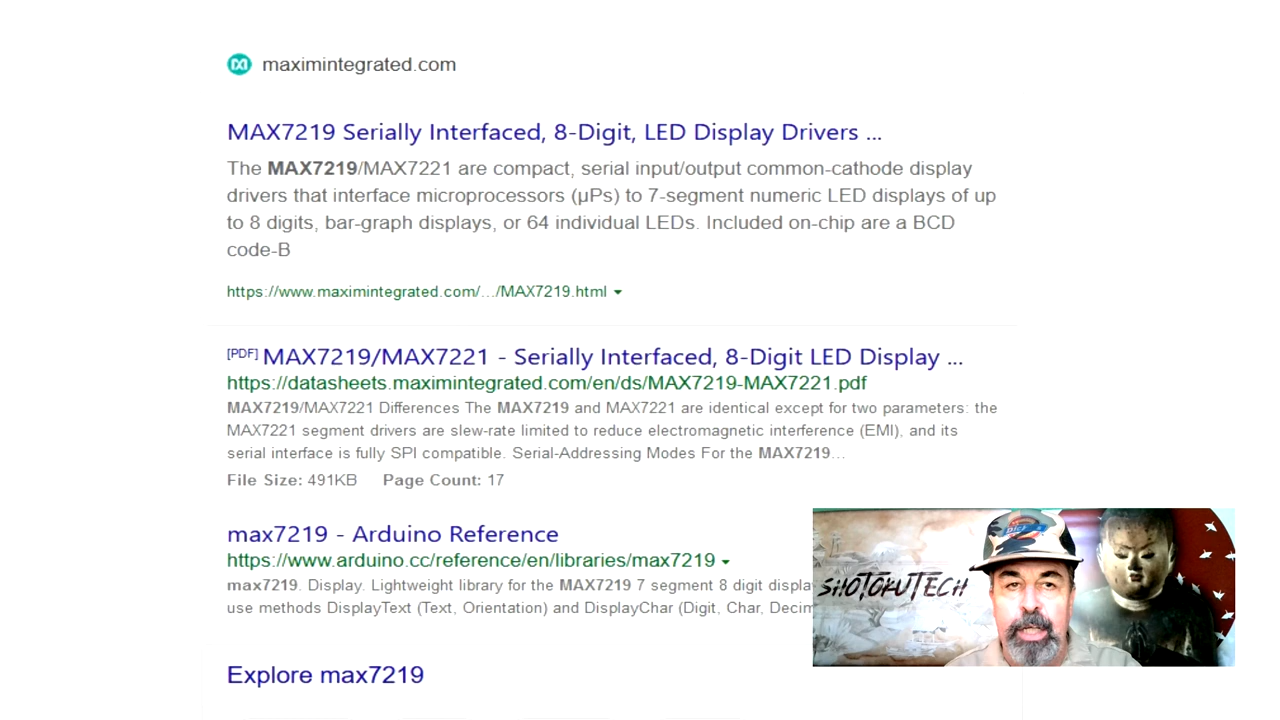 maximintegrated.com
MAX7219 Serially Interfaced, 8-Digit, LED Display Drivers ...
The MAX7219/MAX7221 are compact, serial input/output common-cathode display
drivers that interface microprocessors (µPs) to 7-segment numeric LED displays of up
to 8 digits, bar-graph displays, or 64 individual LEDs. Included on-chip are a BCD
code-B
https://www.maximintegrated.com/.../MAX7219.html
[PDF] MAX7219/MAX7221 - Serially Interfaced, 8-Digit LED Display ...
https://datasheets.maximintegrated.com/en/ds/MAX7219-MAX7221.pdf
MAX7219/MAX7221 Differences The MAX7219 and MAX7221 are identical except for two parameters: the
MAX7221 segment drivers are slew-rate limited to reduce electromagnetic interference (EMI), and its
serial interface is fully SPI compatible. Serial-Addressing Modes For the MAX7219...
File Size: 491KB Page Count: 17
max7219 - Arduino Reference
https://www.arduino.cc/reference/en/libraries/max7219
max7219. Display. Lightweight library for the MAX7219 7 segment 8 digit displa
use methods DisplayText (Text, Orientation) and DisplayChar (Digit, Char, Decim
SHOTOKUTECH
Explore max7219